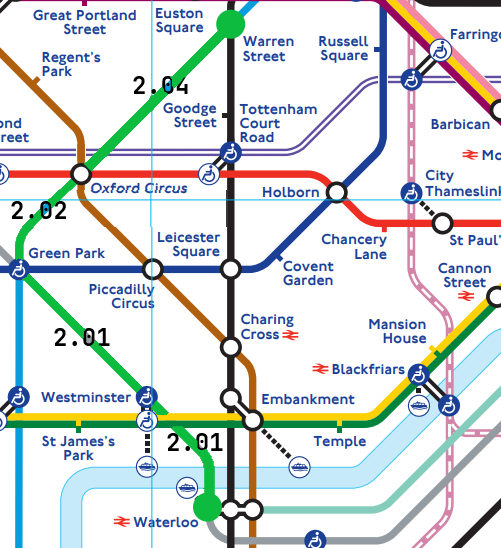 Great Portland
Street
Euston
Square
Warren
Street
Russell
Square
Farring
Regent's
Park
2.04
Goodge
Street
Tottenham
Court
Road
Barbican
ond
reet
Mo
Oxford Circus
Holborn
City
Thameslink
2.02
Green Park
Leicester
Square
Chancery
Lane
St Paul'
Piccadilly
Circus
Covent
Garden
Cannon
Street
2.01
Charing
Cross
Mansion
House
Blackfriars
Westminster
Embankment
St James's
Park
2.01
Temple
Waterloo